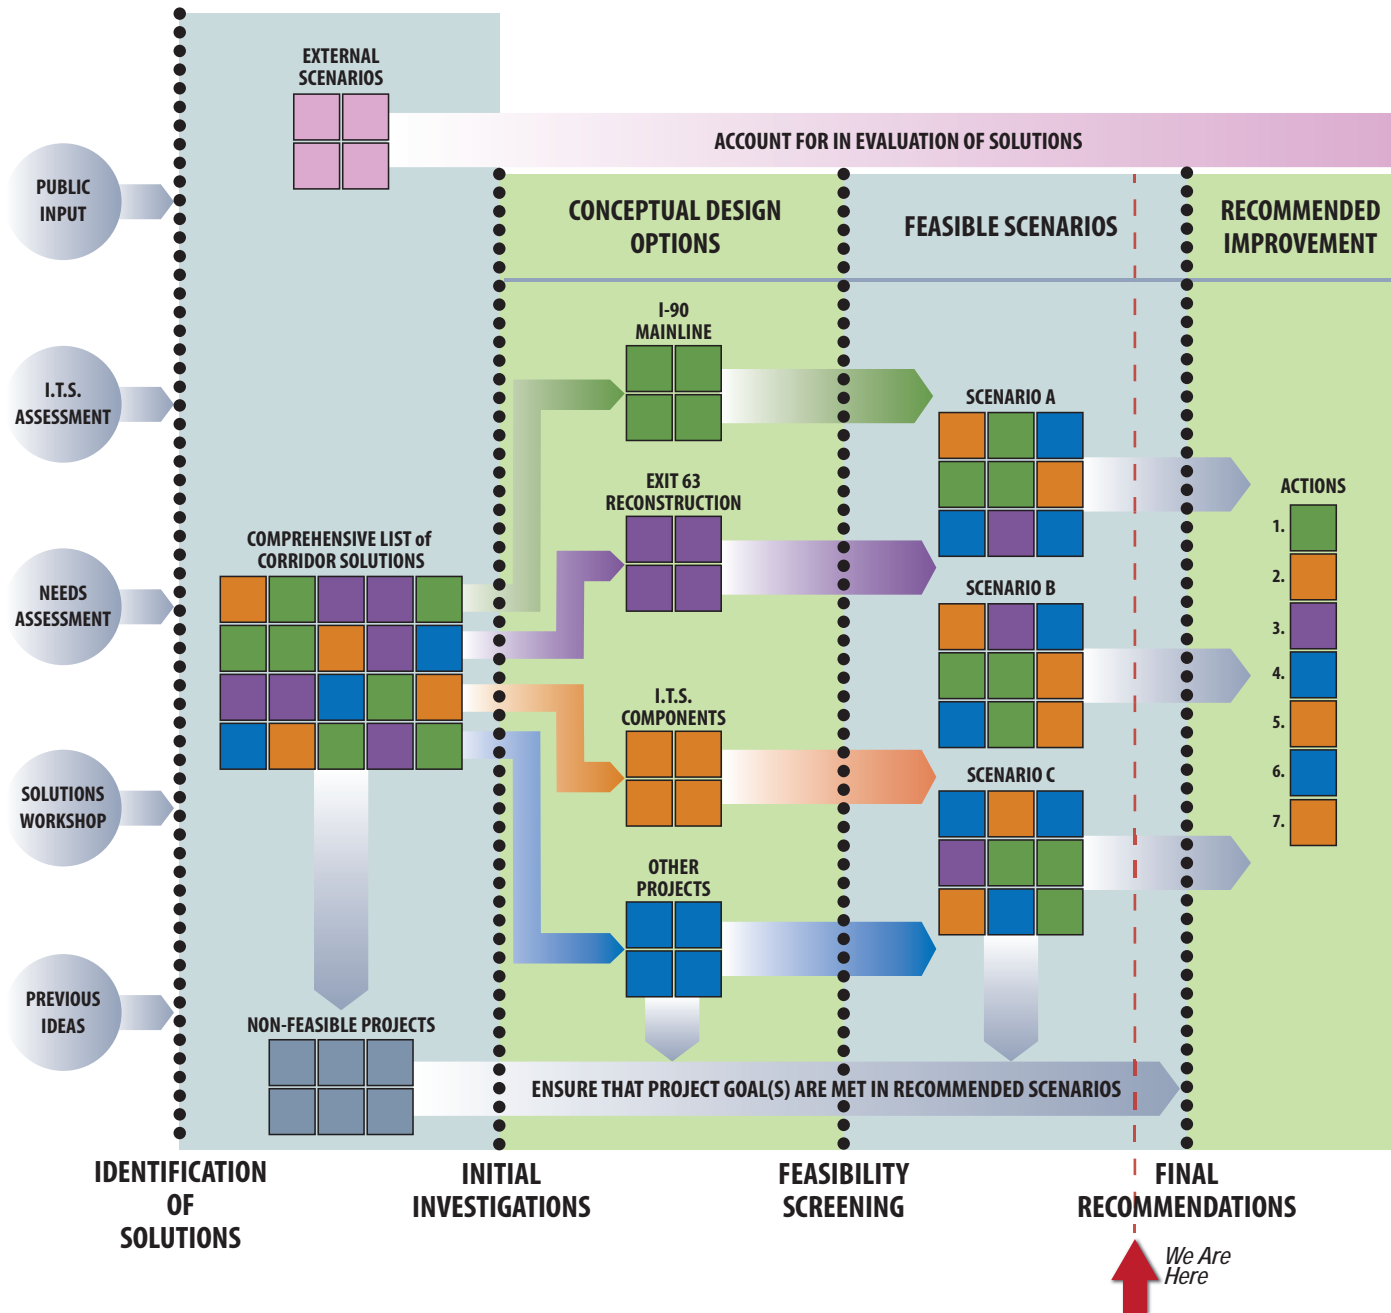 EXTERNAL
SCENARIOS
ACCOUNT FOR IN EVALUATION OF SOLUTIONS
PUBLIC
INPUT
I.T.S.
ASSESSMENT
NEEDS
ASSESSMENT
SOLUTIONS
WORKSHOP
PREVIOUS
IDEAS
COMPREHENSIVE LIST of
CORRIDOR SOLUTIONS
NON-FEASIBLE PROJECTS
CONCEPTUAL DESIGN
OPTIONS
I-90
MAINLINE
EXIT 63
RECONSTRUCTION
I.T.S.
COMPONENTS
OTHER
PROJECTS
FEASIBLE SCENARIOS
SCENARIO A
SCENARIO B
SCENARIO C
RECOMMENDED
IMPROVEMENT
ACTIONS
1.
2.
3.
4.
5.
6.
7.
ENSURE THAT PROJECT GOAL(S) ARE MET IN RECOMMENDED SCENARIOS
IDENTIFICATION
OF
SOLUTIONS
INITIAL
INVESTIGATIONS
FEASIBILITY
SCREENING
FINAL
RECOMMENDATIONS
We Are
Here